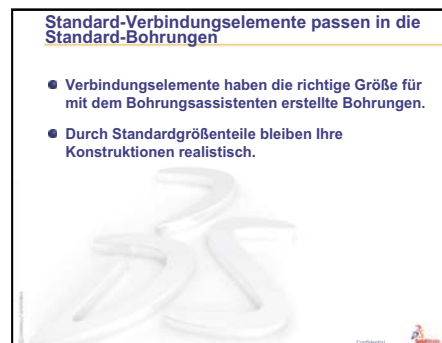 Standard-Verbindungselemente passen in die
Standard-Bohrungen
Verbindungselemente haben die richtige Größe für
mit dem Bohrungsassistenten erstellte Bohrungen.
Durch Standardgrößenteile bleiben Ihre
Konstruktionen realistisch.
Confidential